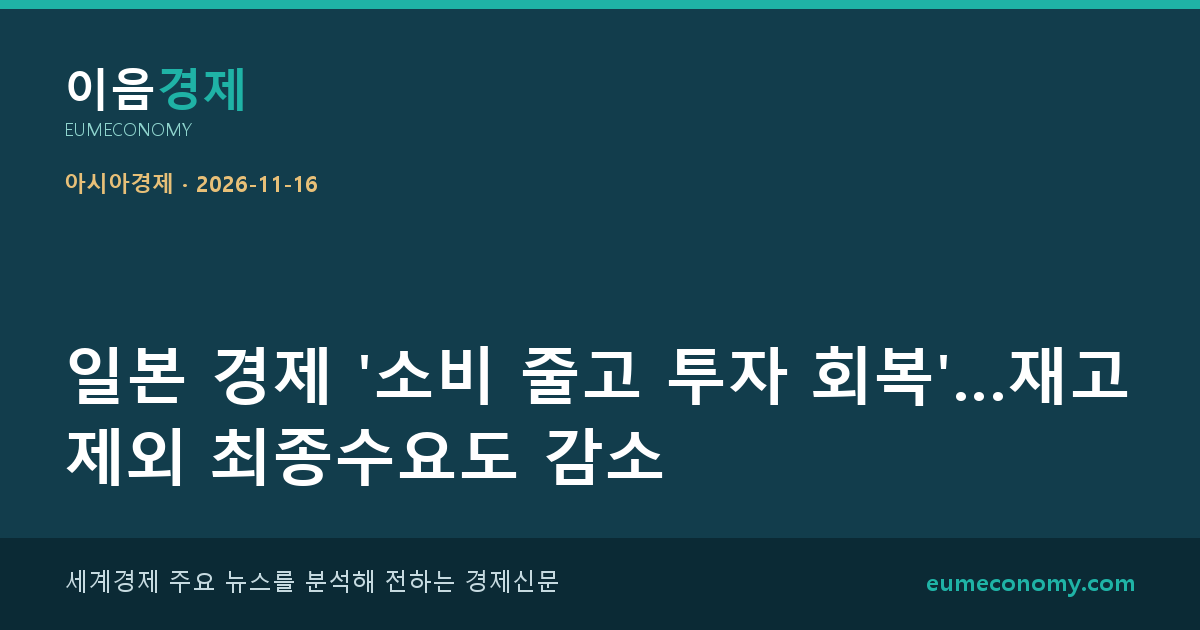 이음경제
EUMECONOMY
아시아경제 · 2026-11-16
일본 경제 '소비 줄고 투자 회복'...재고
제외 최종수요도 감소
세계경제 주요 뉴스를 분석해 전하는 경제신문
eumeconomy.com